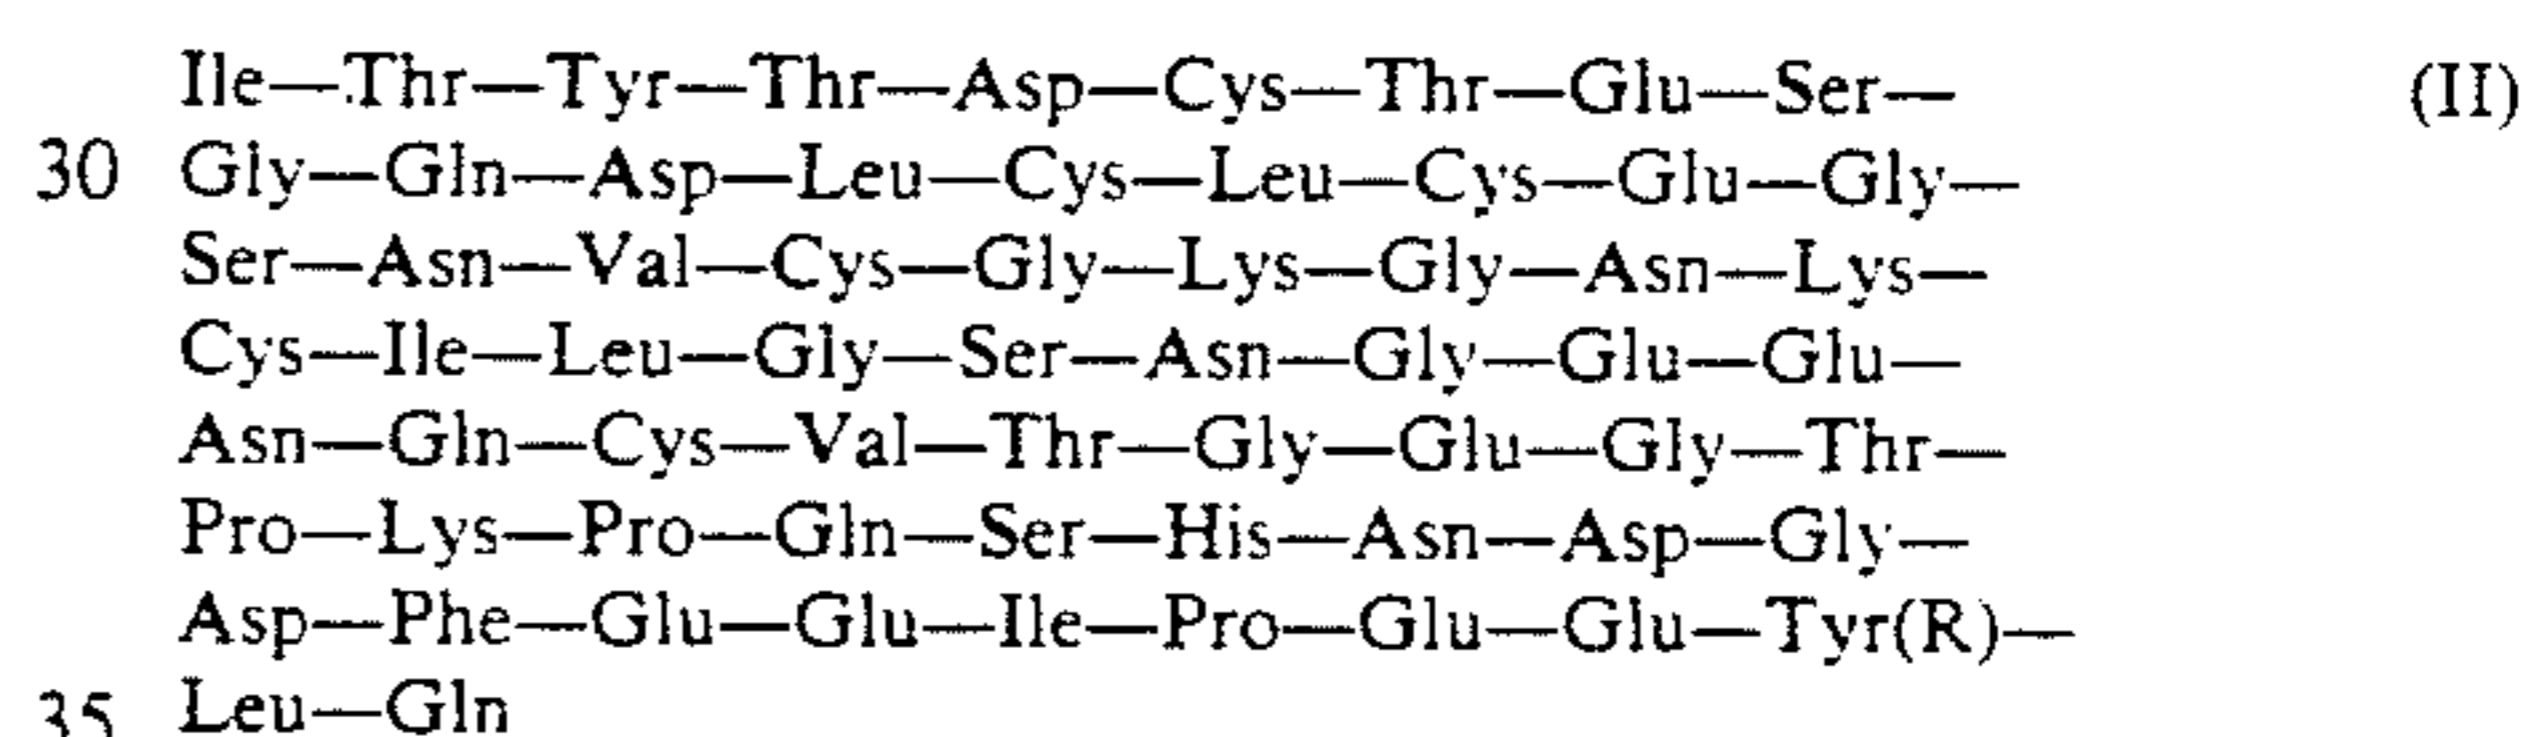 Ile—Thr—Tyr—Thr—Asp—Cys—Thr—Glu—Ser— (II)
30 Gly—Gln—Asp—Leu—Cys—Leu—Cys—Glu—Gly—
Ser—Asn—Val—Cys—Gly—Lys—Gly—Asn—Lys—
Cys—Ile—Leu—Gly—Ser—Asn—Gly—Glu—Glu—
Asn—Gln—Cys—Val—Thr—Gly—Glu—Gly—Thr—
Pro—Lys—Pro—Gln—Ser—His—Asn—Asp—Gly—
Asp—Phe—Glu—Glu—Ile—Pro—Glu—Glu—Tyr(R)—
35 Leu—Gln